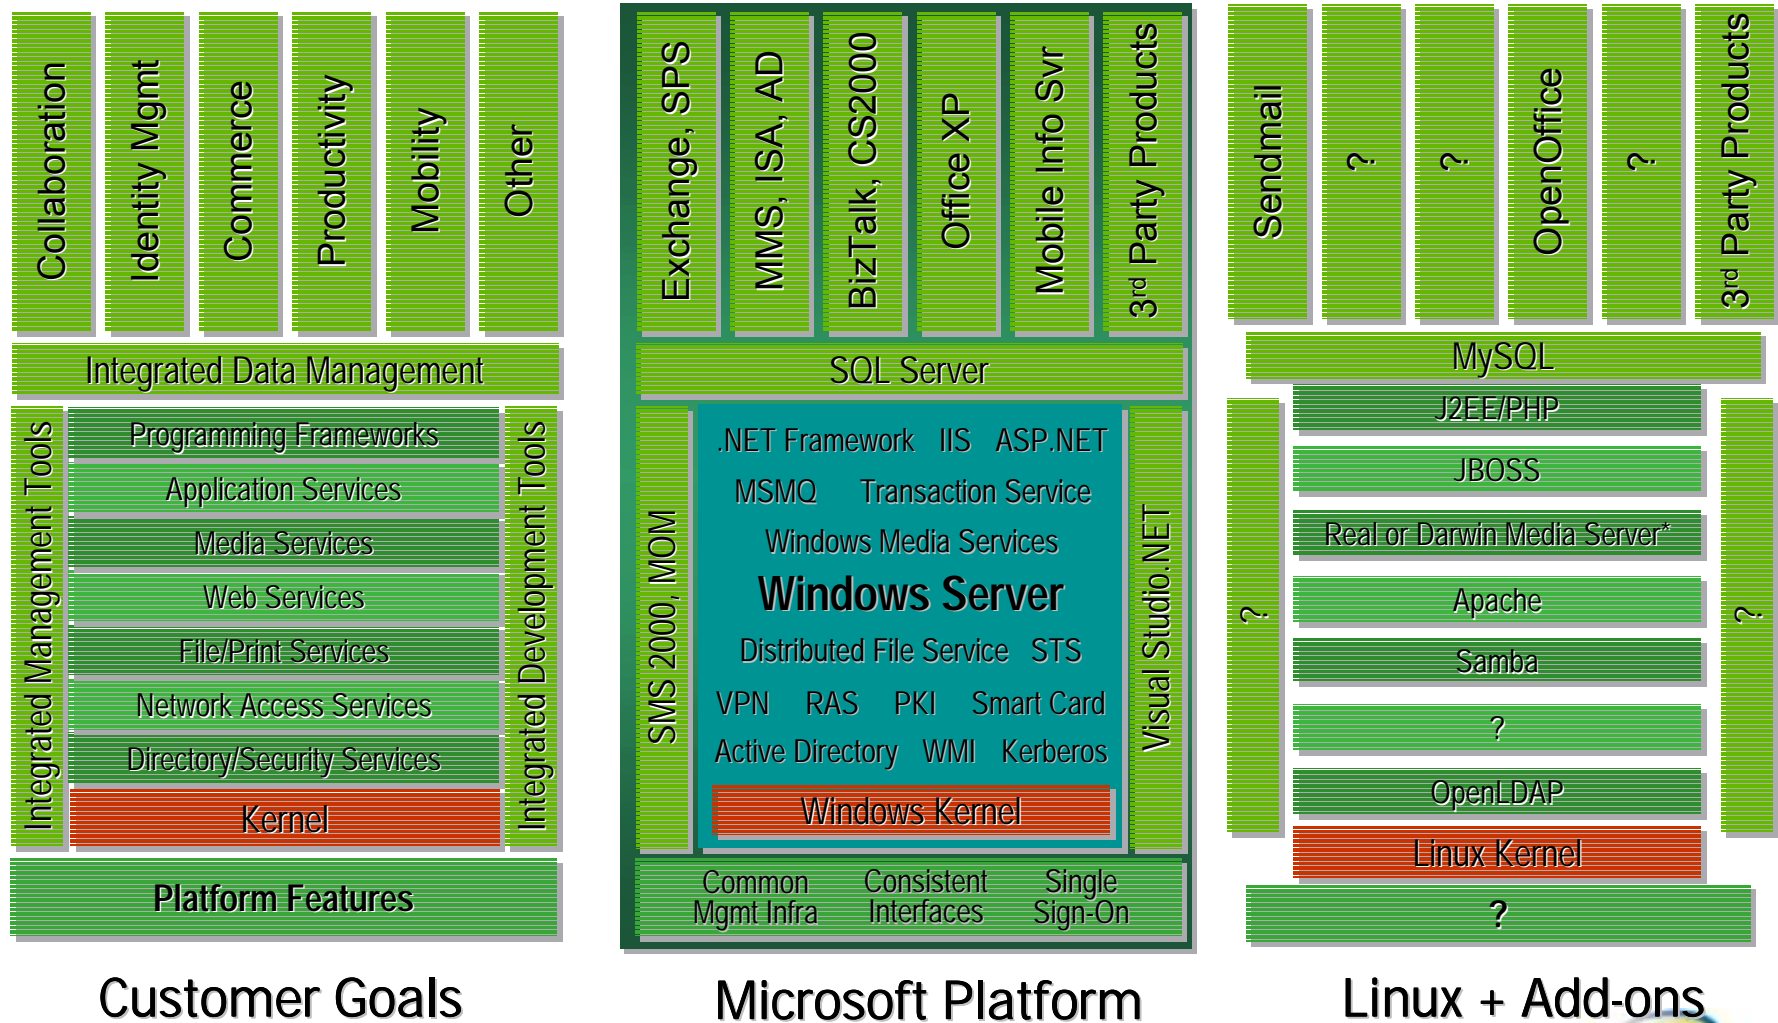 Collaboration
Identity Mgmt
Commerce
Productivity
Mobility
Other
Integrated Data Management
Integrated Management Tools
Programming Frameworks
Application Services
Media Services
Web Services
File/Print Services
Network Access Services
Directory/Security Services
Kernel
Integrated Development Tools
Platform Features
Customer Goals
Exchange, SPS
MMS, ISA, AD
BizTalk, CS2000
Office XP
Mobile Info Svr
3rd Party Products
SQL Server
SMS 2000, MOM
.NET Framework IIS ASP.NET
MSMQ Transaction Service
Windows Media Services
Windows Server
Distributed File Service STS
VPN RAS PKI Smart Card
Active Directory WMI Kerberos
Windows Kernel
Visual Studio.NET
Common
Mgmt Infra
Consistent
Interfaces
Single
Sign-On
Microsoft Platform
Sendmail
?
?
OpenOffice
?
3rd Party Products
MySQL
?
J2EE/PHP
JBOSS
Real or Darwin Media Server*
Apache
Samba
?
OpenLDAP
Linux Kernel
?
?
Linux + Add-ons